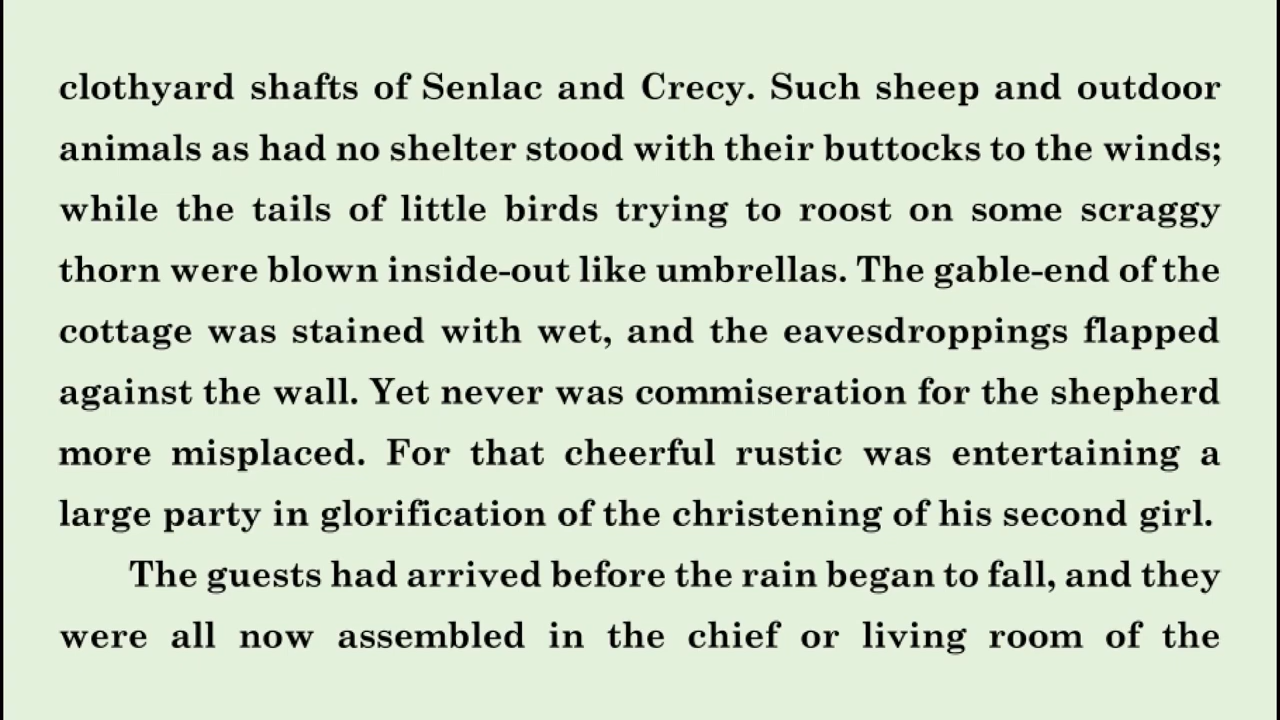 clothyard shafts of Senlac and Crecy. Such sheep and outdoor
animals as had no shelter stood with their buttocks to the winds;
while the tails of little birds trying to roost on some scraggy
thorn were blown inside-out like umbrellas. The gable-end of the
cottage was stained with wet, and the eavesdroppings flapped
against the wall. Yet never was commiseration for the shepherd
more misplaced. For that cheerful rustic was entertaining a
large party in glorification of the christening of his second girl.
The guests had arrived before the rain began to fall, and they
were all now assembled in the chief or living room of the